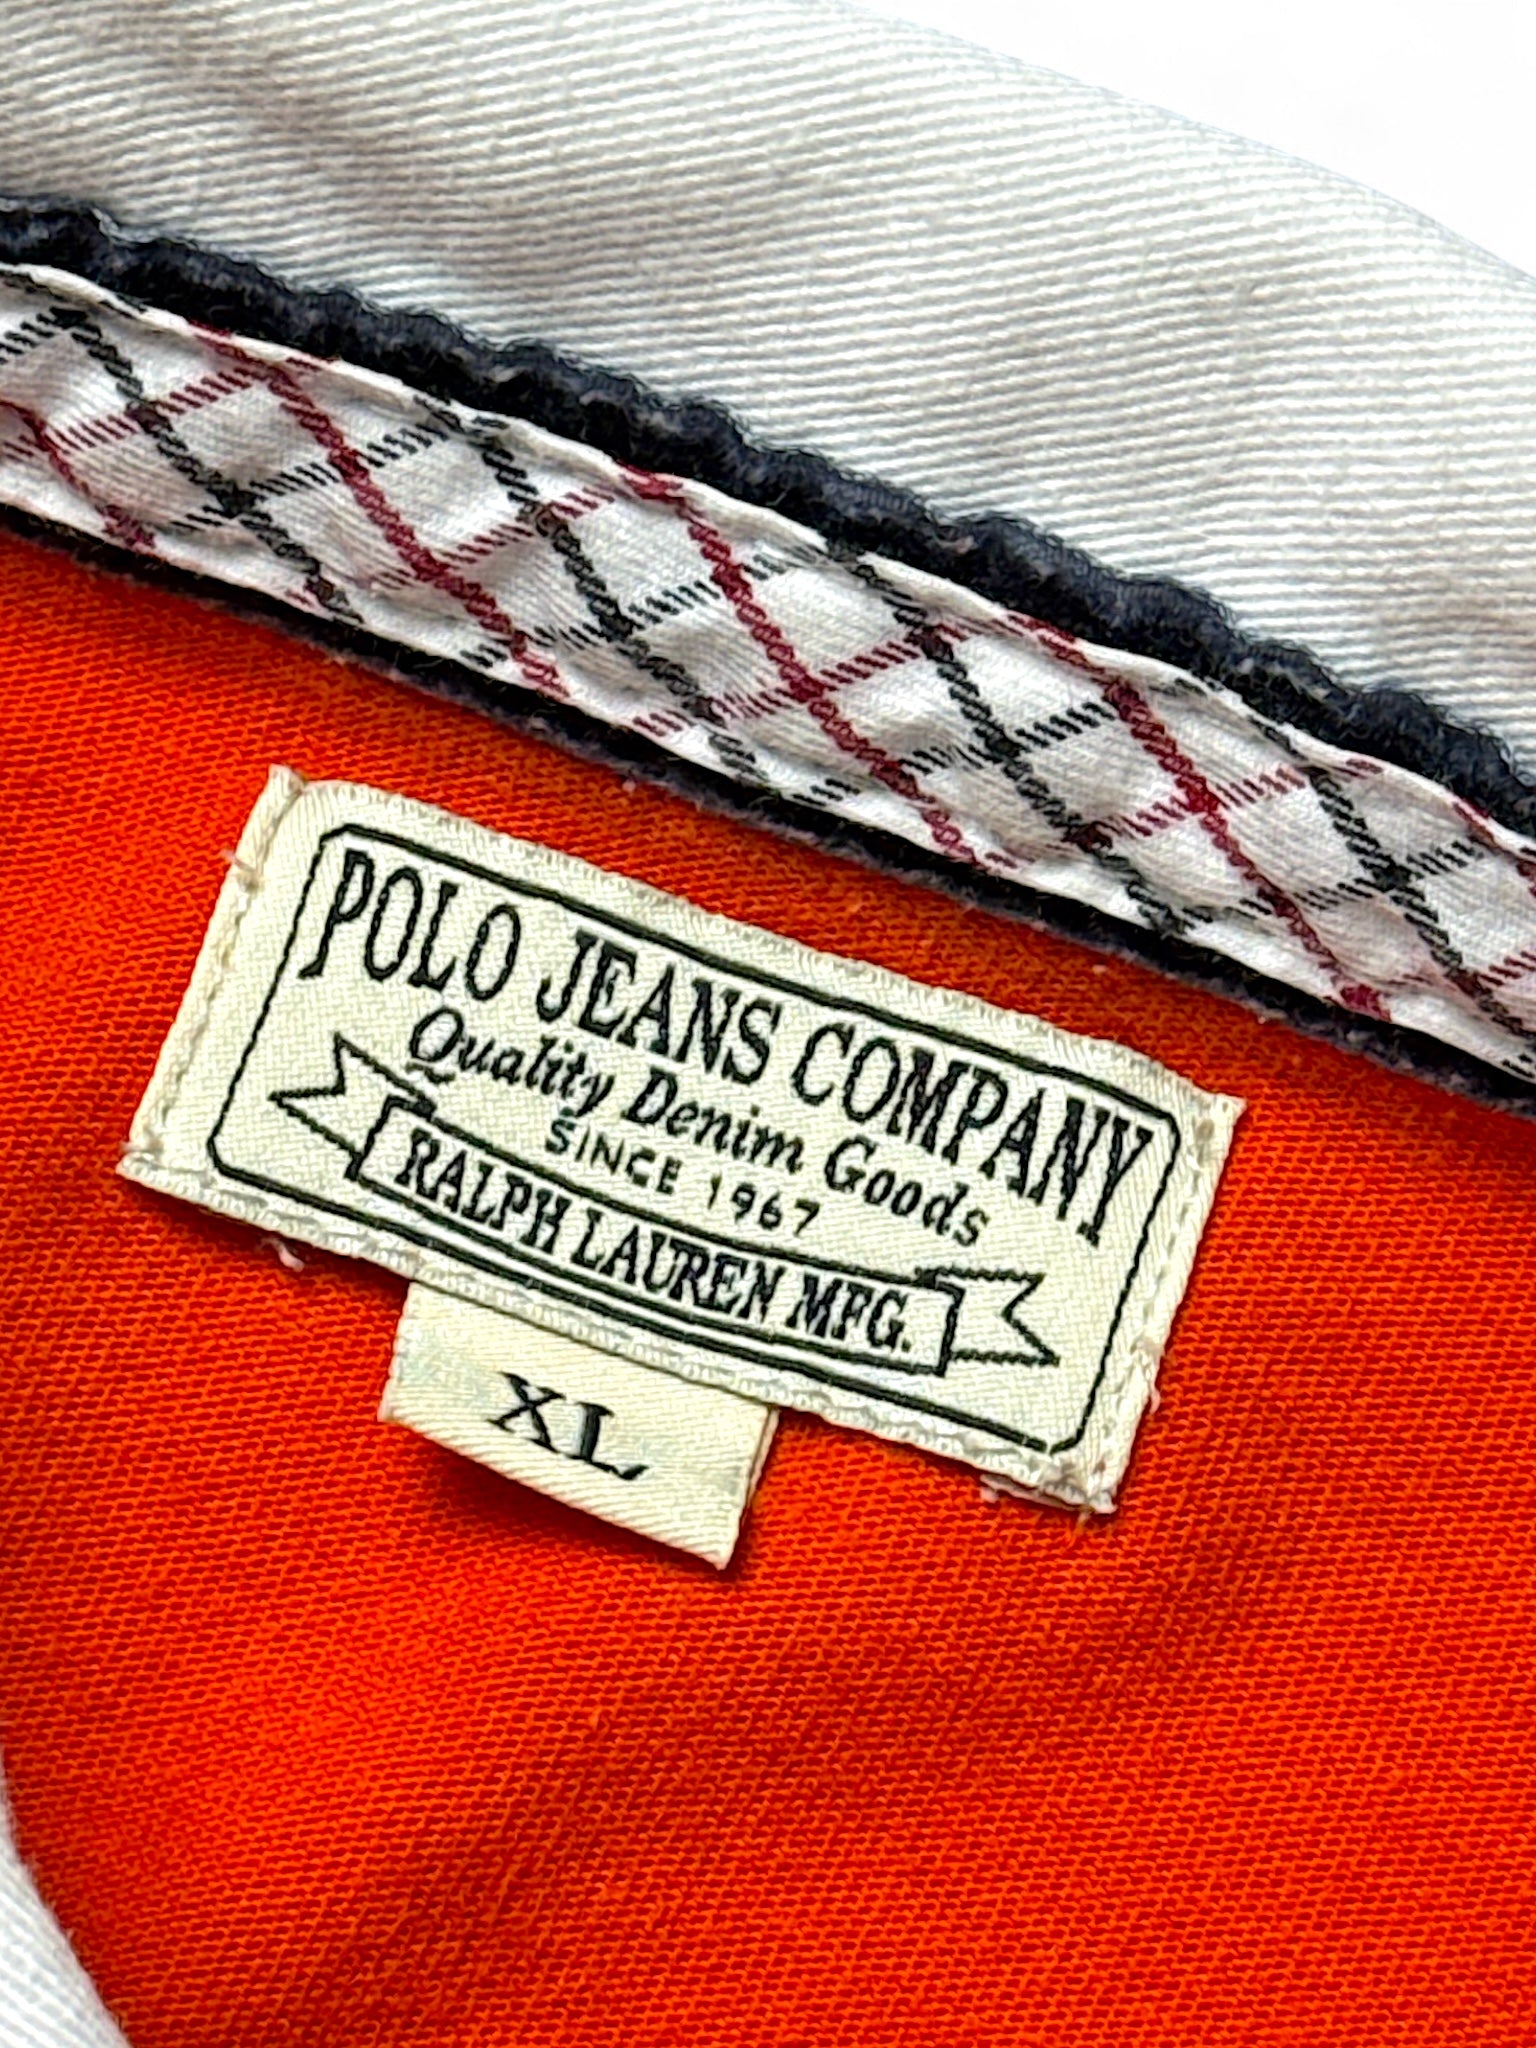 POLO JEANS COMPANY
Quality Denim Goods
SINCE 1967
RALPH LAUREN MFG.
XL